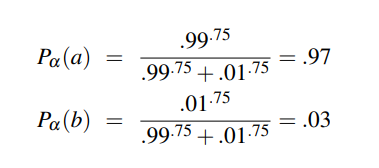 Pα(a) = .99^.75 / (.99^.75 + .01^.75) = .97
Pα(b) = .01^.75 / (.99^.75 + .01^.75) = .03